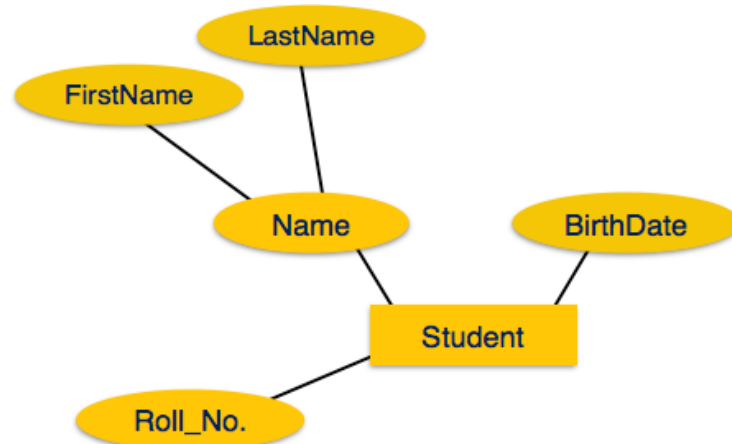 LastName
FirstName
Name
BirthDate
Student
Roll_No.